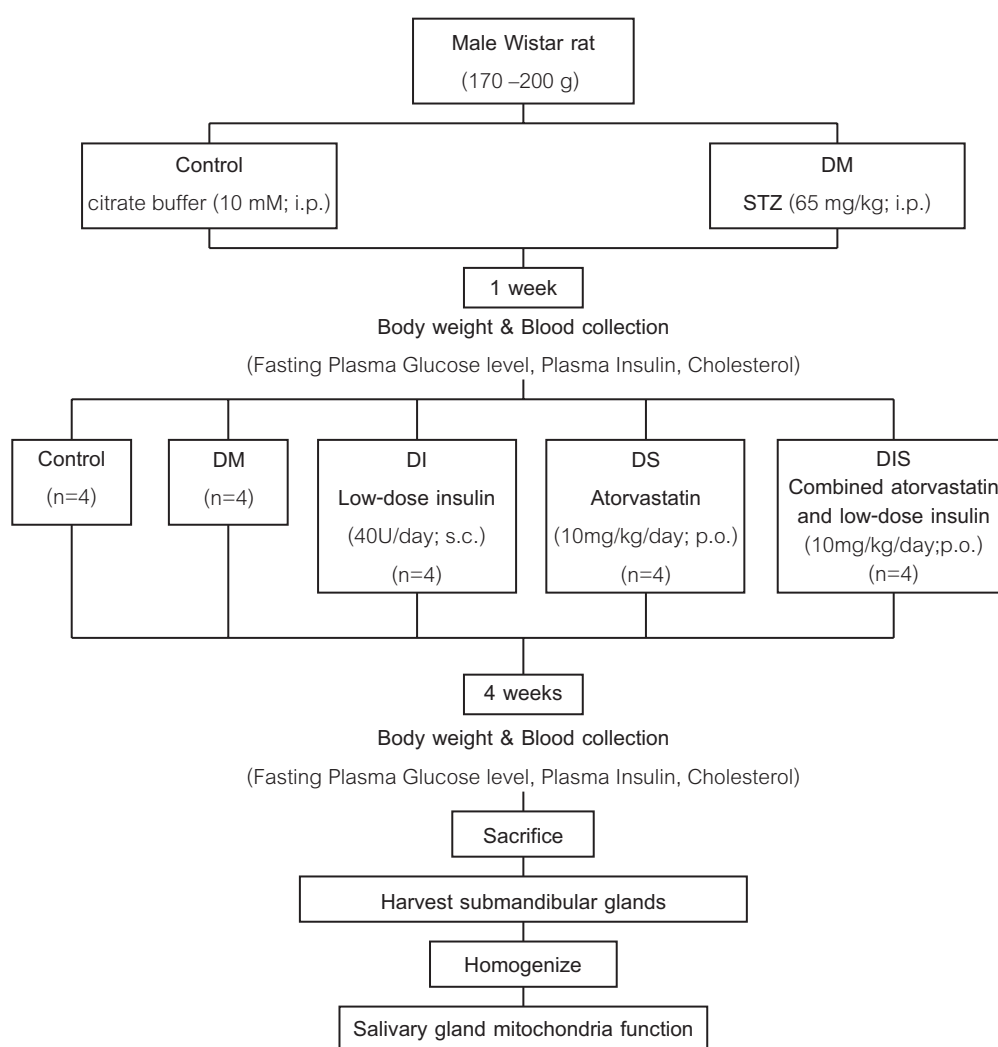 Male Wistar rat
(170 –200 g)
Control
citrate buffer (10 mM; i.p.)
DM
STZ (65 mg/kg; i.p.)
1 week
Body weight & Blood collection
(Fasting Plasma Glucose level, Plasma Insulin, Cholesterol)
Control
(n=4)
DM
(n=4)
DI
Low-dose insulin
(40U/day; s.c.)
(n=4)
DS
Atorvastatin
(10mg/kg/day; p.o.)
(n=4)
DIS
Combined atorvastatin
and low-dose insulin
(10mg/kg/day;p.o.)
(n=4)
4 weeks
Body weight & Blood collection
(Fasting Plasma Glucose level, Plasma Insulin, Cholesterol)
Sacrifice
Harvest submandibular glands
Homogenize
Salivary gland mitochondria function